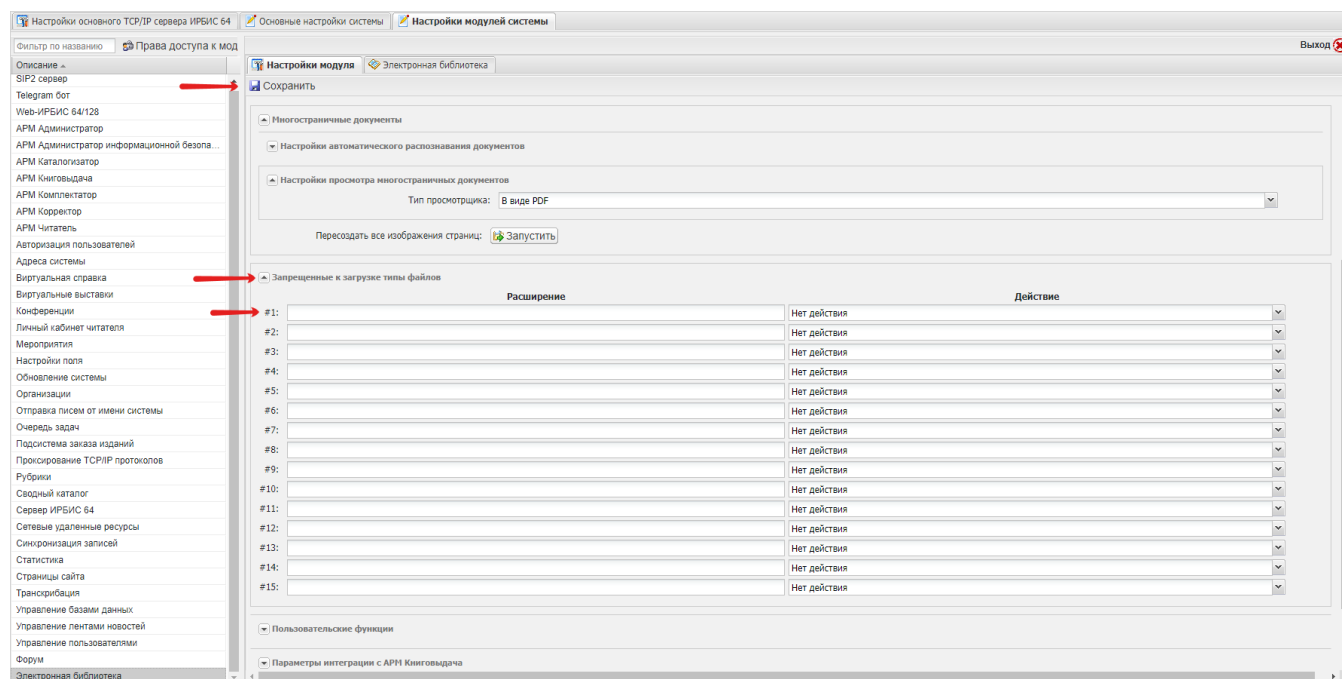 Настройки основного TCP/IP сервера ИРБИС 64 Основные настройки системы Настройки модулей системы
Фильтр по названию Права доступа к мод Выход
Описание Настройки модуля Электронная библиотека
SIP2 сервер
Сохранить
Telegram бот
Web-ИРБИС 64/128
Многостраничные документы
АРМ Администратор
АРМ Администратор информационной безопа...
Настройки автоматического распознавания документов
АРМ Каталогизатор
АРМ Книговыдача
Настройки просмотра многостраничных документов
АРМ Комплектатор
Тип просмотрщика: В виде PDF
АРМ Корректор
АРМ Читатель
Пересоздать все изображения страниц: Запустить
Авторизация пользователей
Адреса системы
Виртуальная справка
Запрещенные к загрузке типы файлов
Виртуальные выставки
Расширение Действие
Конференции
#1: Нет действия
Личный кабинет читателя
#2: Нет действия
Мероприятия
#3: Нет действия
Настройки поля
#4: Нет действия
Обновление системы
#5: Нет действия
Организации
Отправка писем от имени системы
#6: Нет действия
Очередь задач
#7: Нет действия
Подсистема заказа изданий
#8: Нет действия
Проксирование TCP/IP протоколов
#9: Нет действия
Рубрики
#10: Нет действия
Сводный каталог
#11: Нет действия
Сервер ИРБИС 64
Сетевые удаленные ресурсы
#12: Нет действия
Синхронизация записей
#13: Нет действия
Статистика
#14: Нет действия
Страницы сайта
#15: Нет действия
Транскрибация
Управление базами данных
Управление лентами новостей
Пользовательские функции
Управление пользователями
Форум
Параметры интеграции с АРМ Книговыдача
Электронная библиотека